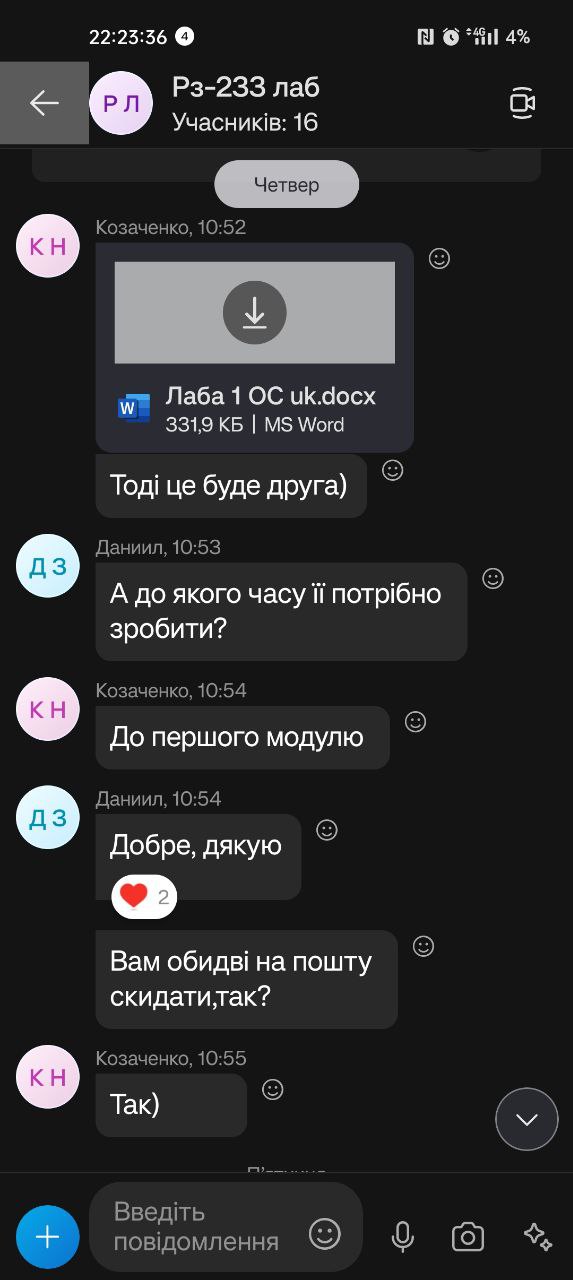 22:23:36 4 4G 4%
РЛ
Рз-233 лаб
Учасників: 16
Четвер
Козаченко, 10:52
КН
Лаба 1 ОС uk.docx
W
331,9 КБ | MS Word
Тоді це буде друга)
Даниил, 10:53
ДЗ
А до якого часу її потрібно
зробити?
Козаченко, 10:54
КН
До першого модулю
Даниил, 10:54
ДЗ
Добре, дякую
2
Вам обидві на пошту
скидати,так?
Козаченко, 10:55
КН
Так)
Введіть
повідомлення